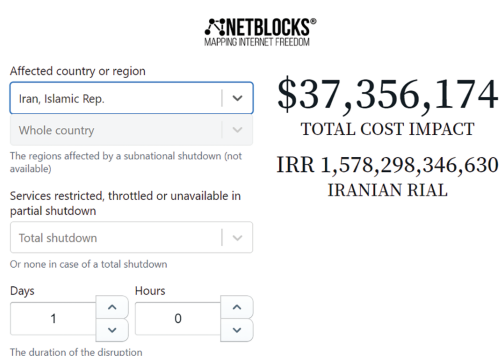 NETBLOCKS®
MAPPING INTERNET FREEDOM
Affected country or region
Iran, Islamic Rep.
Whole country
The regions affected by a subnational shutdown (not
available)
Services restricted, throttled or unavailable in
partial shutdown
Total shutdown
Or none in case of a total shutdown
Days
Hours
1
0
The duration of the disruption
$37,356,174
TOTAL COST IMPACT
IRR 1,578,298,346,630
IRANIAN RIAL